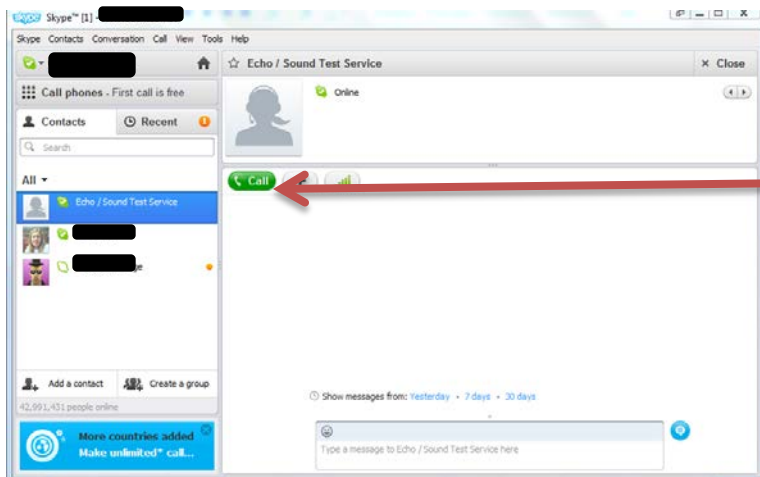 Skype™ [1] -
Skype Contacts Conversation Call View Tools Help
Echo / Sound Test Service
Close
Call phones - First call is free
Online
Contacts
Recent
1
Search
All
Call
Echo / Sound Test Service
Add a contact
Create a group
Show messages from: Yesterday • 7 days • 30 days
42,991,431 people online
More countries added
Make unlimited* call...
Type a message to Echo / Sound Test Service here